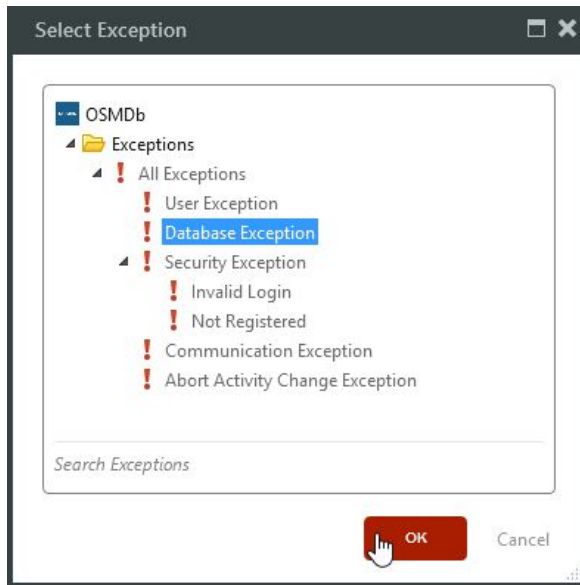 Select Exception
OSMDb
Exceptions
All Exceptions
User Exception
Database Exception
Security Exception
Invalid Login
Not Registered
Communication Exception
Abort Activity Change Exception
Search Exceptions
OK
Cancel